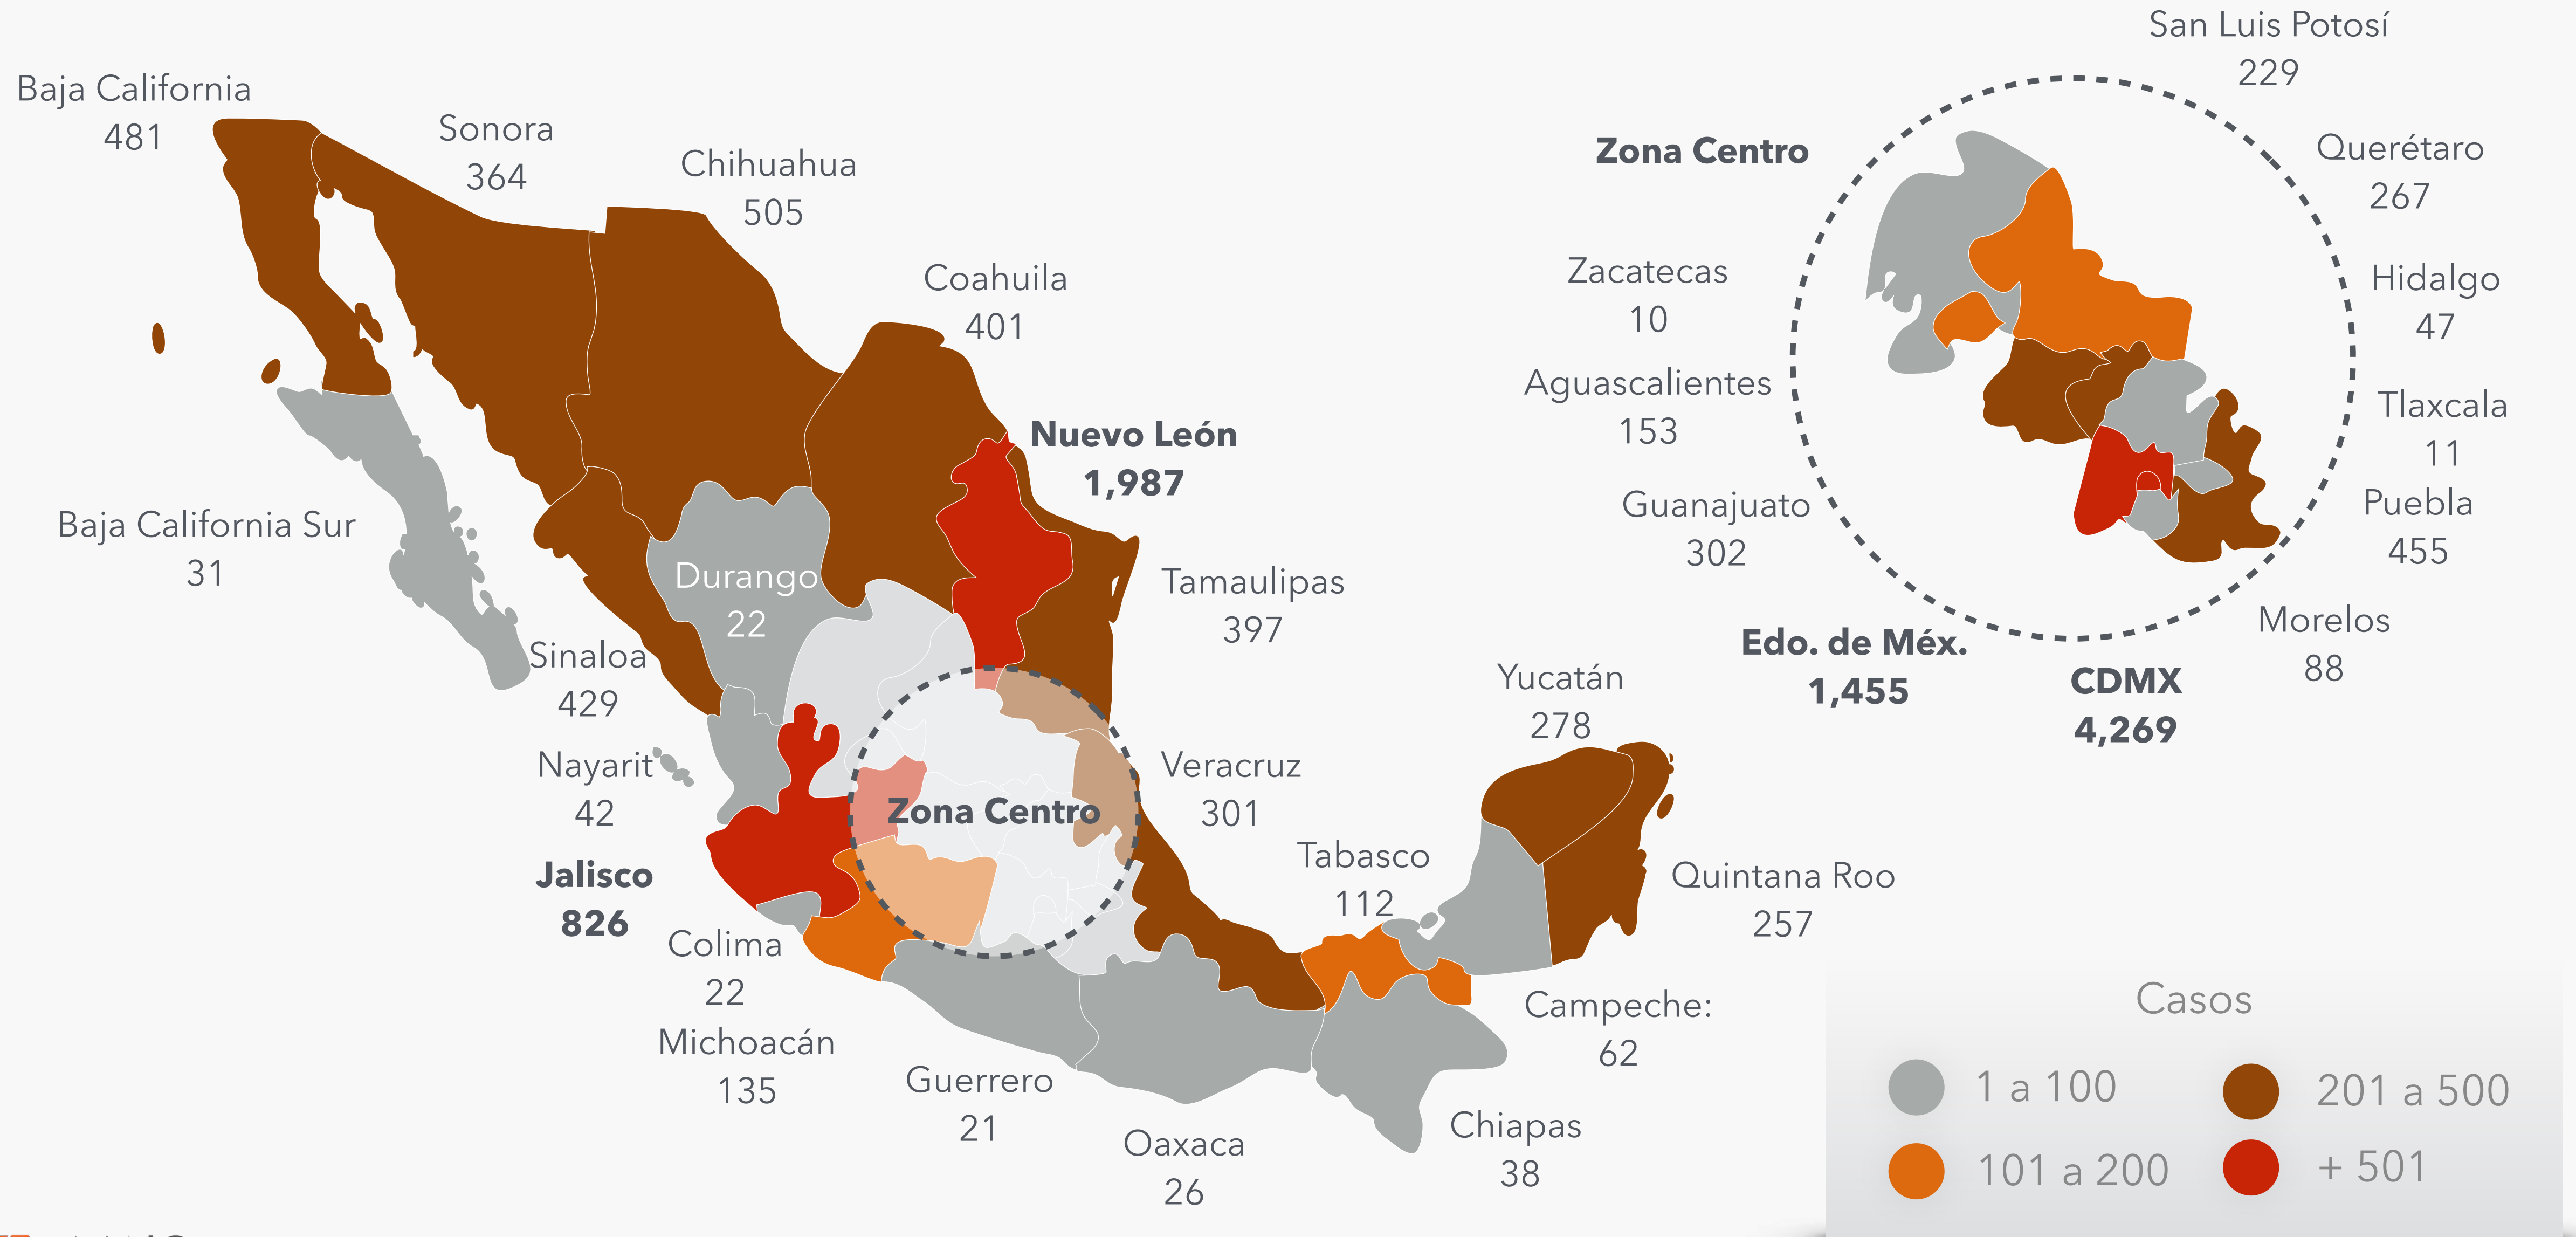 San Luis Potosí
229
Baja California
481
Sonora
364
Chihuahua
505
Zona Centro
Querétaro
267
Coahuila
401
Zacatecas
10
Hidalgo
47
Aguascalientes
153
Tlaxcala
11
Nuevo León
1,987
Guanajuato
302
Puebla
455
Baja California Sur
31
Durango
22
Tamaulipas
397
Edo. de Méx.
1,455
CDMX
4,269
Morelos
88
Sinaloa
429
Yucatán
278
Nayarit
42
Zona Centro
Veracruz
301
Jalisco
826
Tabasco
112
Quintana Roo
257
Colima
22
Michoacán
135
Guerrero
21
Oaxaca
26
Campeche:
62
Chiapas
38
Casos
1 a 100
201 a 500
101 a 200
+ 501